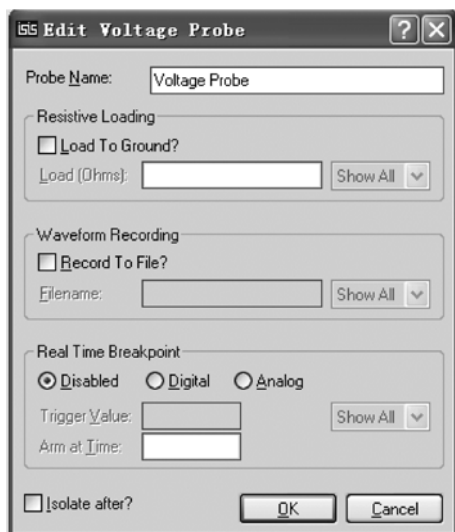 ISIS Edit Voltage Probe
Probe Name: Voltage Probe
Resistive Loading
Load To Ground?
Load (Ohms): Show All
Waveform Recording
Record To File?
Filename: Show All
Real Time Breakpoint
Disabled Digital Analog
Trigger Value: Show All
Arm at Time:
Isolate after? OK Cancel